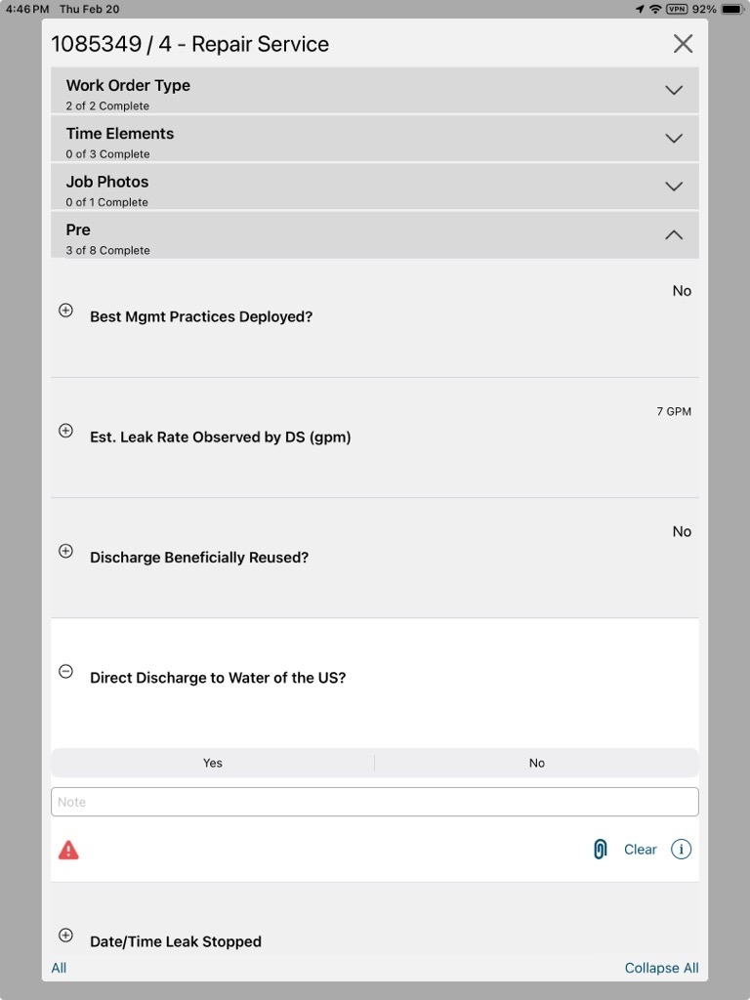 4:46 PM Thu Feb 20 VPN 92%
1085349 / 4 - Repair Service
Work Order Type
2 of 2 Complete
Time Elements
0 of 3 Complete
Job Photos
0 of 1 Complete
Pre
3 of 8 Complete
No
Best Mgmt Practices Deployed?
7 GPM
Est. Leak Rate Observed by DS (gpm)
No
Discharge Beneficially Reused?
Direct Discharge to Water of the US?
Yes No
Note
Clear
Date/Time Leak Stopped
All Collapse All